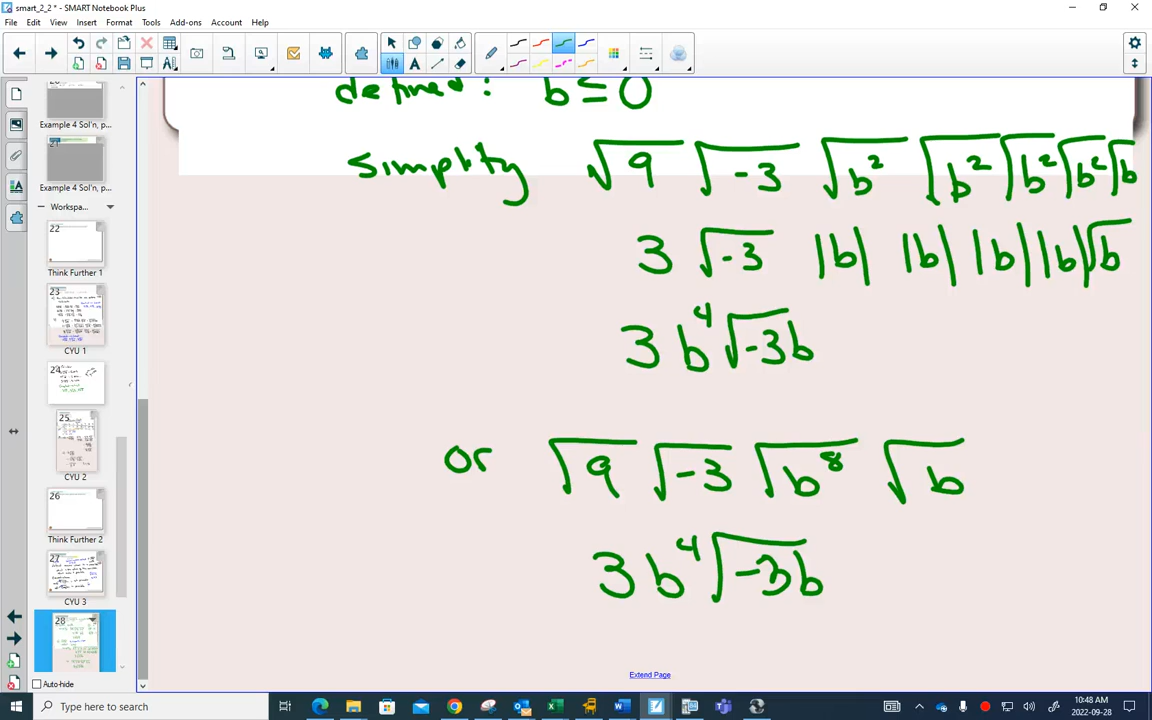 smart_2_2 * - SMART Notebook Plus
File Edit View Insert Format Tools Add-ons Account Help
Example 4 Sol'n, p...
21
Example 4 Sol'n, p...
Workspa...
22
Think Further 1
23
CYU 1
24
25
CYU 2
26
Think Further 2
27
CYU 3
28
Auto-hide
defined: b ≤ 0
Simplify √9 √-3 √b² √b² √b² √b² √b
3 √-3 |b| |b| |b| |b| √b
3 b⁴ √-3b
or √9 √-3 √b⁸ √b
3 b⁴ √-3b
Extend Page
Type here to search
10:48 AM
2022-09-28